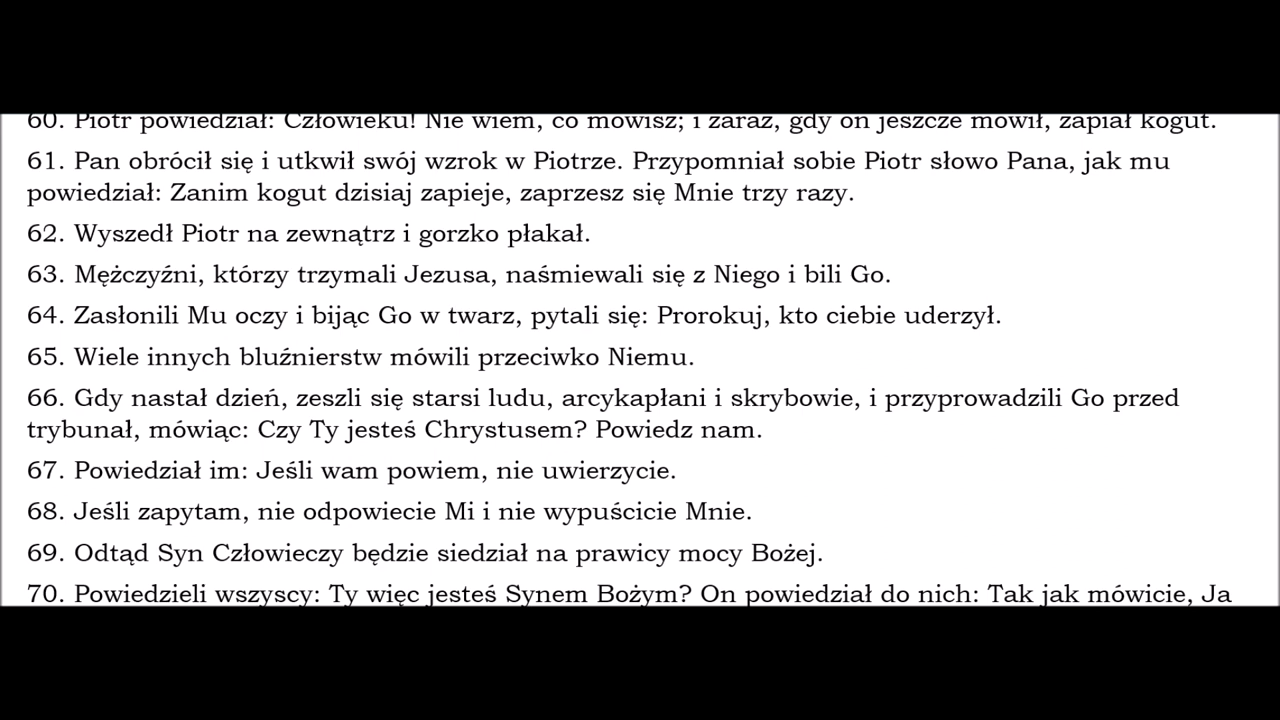 60. Piotr powiedział: Człowieku! Nie wiem, co mówisz; i zaraz, gdy on jeszcze mówił, zapiał kogut.
61. Pan obrócił się i utkwił swój wzrok w Piotrze. Przypomniał sobie Piotr słowo Pana, jak mu
powiedział: Zanim kogut dzisiaj zapieje, zaprzesz się Mnie trzy razy.
62. Wyszedł Piotr na zewnątrz i gorzko płakał.
63. Mężczyźni, którzy trzymali Jezusa, naśmiewali się z Niego i bili Go.
64. Zasłonili Mu oczy i bijąc Go w twarz, pytali się: Prorokuj, kto ciebie uderzył.
65. Wiele innych bluźnierstw mówili przeciwko Niemu.
66. Gdy nastał dzień, zeszli się starsi ludu, arcykapłani i skrybowie, i przyprowadzili Go przed
trybunał, mówiąc: Czy Ty jesteś Chrystusem? Powiedz nam.
67. Powiedział im: Jeśli wam powiem, nie uwierzycie.
68. Jeśli zapytam, nie odpowiecie Mi i nie wypuścicie Mnie.
69. Odtąd Syn Człowieczy będzie siedział na prawicy mocy Bożej.
70. Powiedzieli wszyscy: Ty więc jesteś Synem Bożym? On powiedział do nich: Tak jak mówicie, Ja